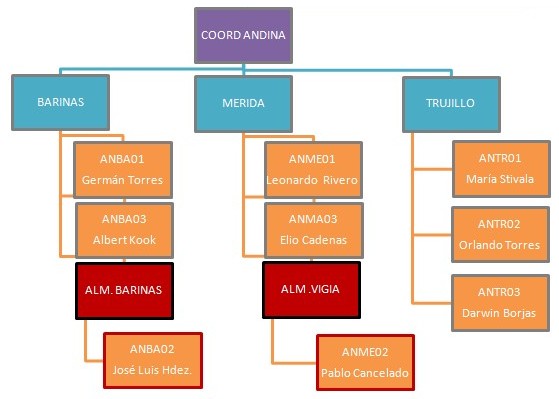 COORD ANDINA
BARINAS
MERIDA
TRUJILLO
ANBA01
Germán Torres
ANBA03
Albert Kook
ALM. BARINAS
ANBA02
José Luis Hdez.
ANME01
Leonardo Rivero
ANMA03
Elio Cadenas
ALM .VIGIA
ANME02
Pablo Cancelado
ANTR01
María Stivala
ANTR02
Orlando Torres
ANTR03
Darwin Borjas